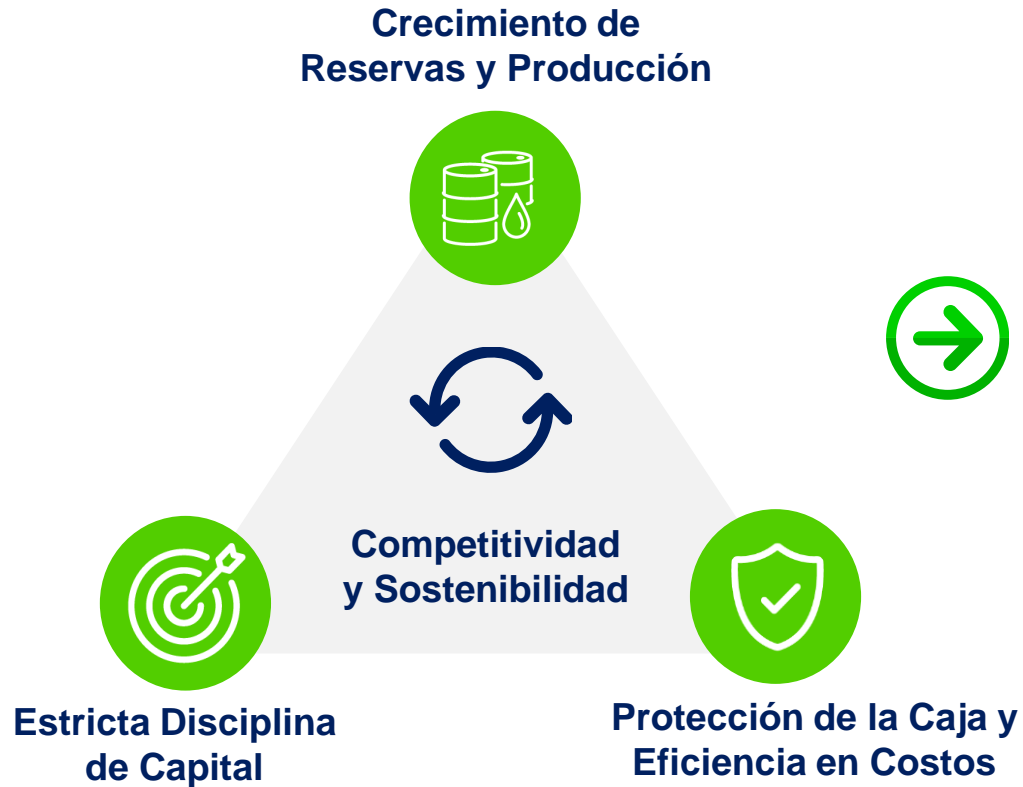 Crecimiento de
Reservas y Producción
Competitividad
y Sostenibilidad
Estricta Disciplina
de Capital
Protección de la Caja y
Eficiencia en Costos